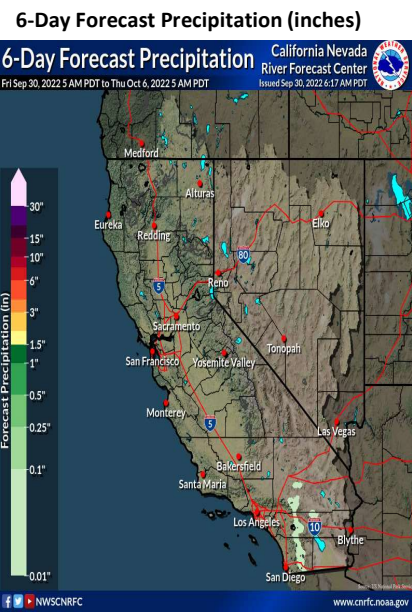 6-Day Forecast Precipitation (inches)
6-Day Forecast Precipitation
California Nevada
River Forecast Center
Fri Sep 30, 2022 5 AM PDT to Thu Oct 6, 2022 5 AM PDT
Issued Sep 30, 2022 6:17 AM PDT
Medford
Alturas
Eureka
Redding
Elko
80
Reno
5
Sacramento
San Francisco
Yosemite Valley
Tonopah
Monterey
5
Las Vegas
Bakersfield
Santa Maria
Los Angeles
10
Blythe
San Diego
Forecast Precipitation (in)
30"
15"
10"
6"
3"
1.5"
1"
0.5"
0.25"
0.1"
0.01"
NWSCNRFC
www.cnrfc.noaa.gov